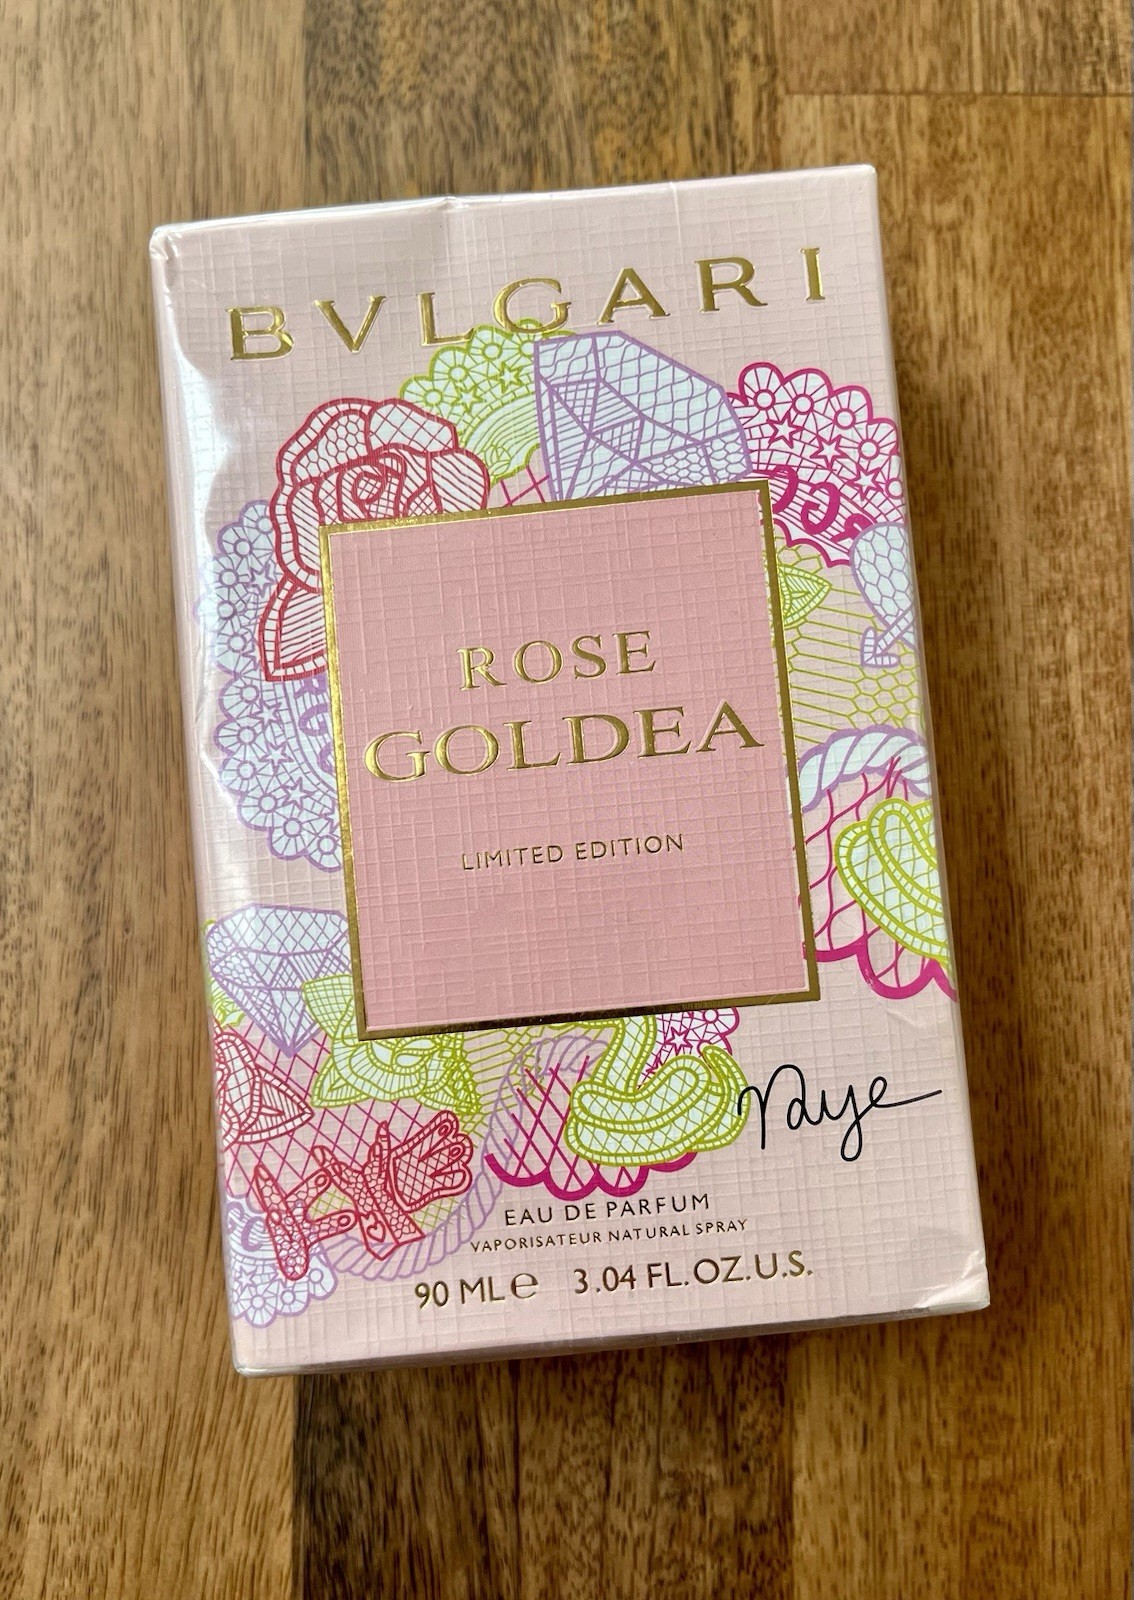 BVLGARI
ROSE
GOLDEA
LIMITED EDITION
Naye
EAU DE PARFUM
VAPORISATEUR NATURAL SPRAY
90 ML e 3.04 FL.OZ.U.S.